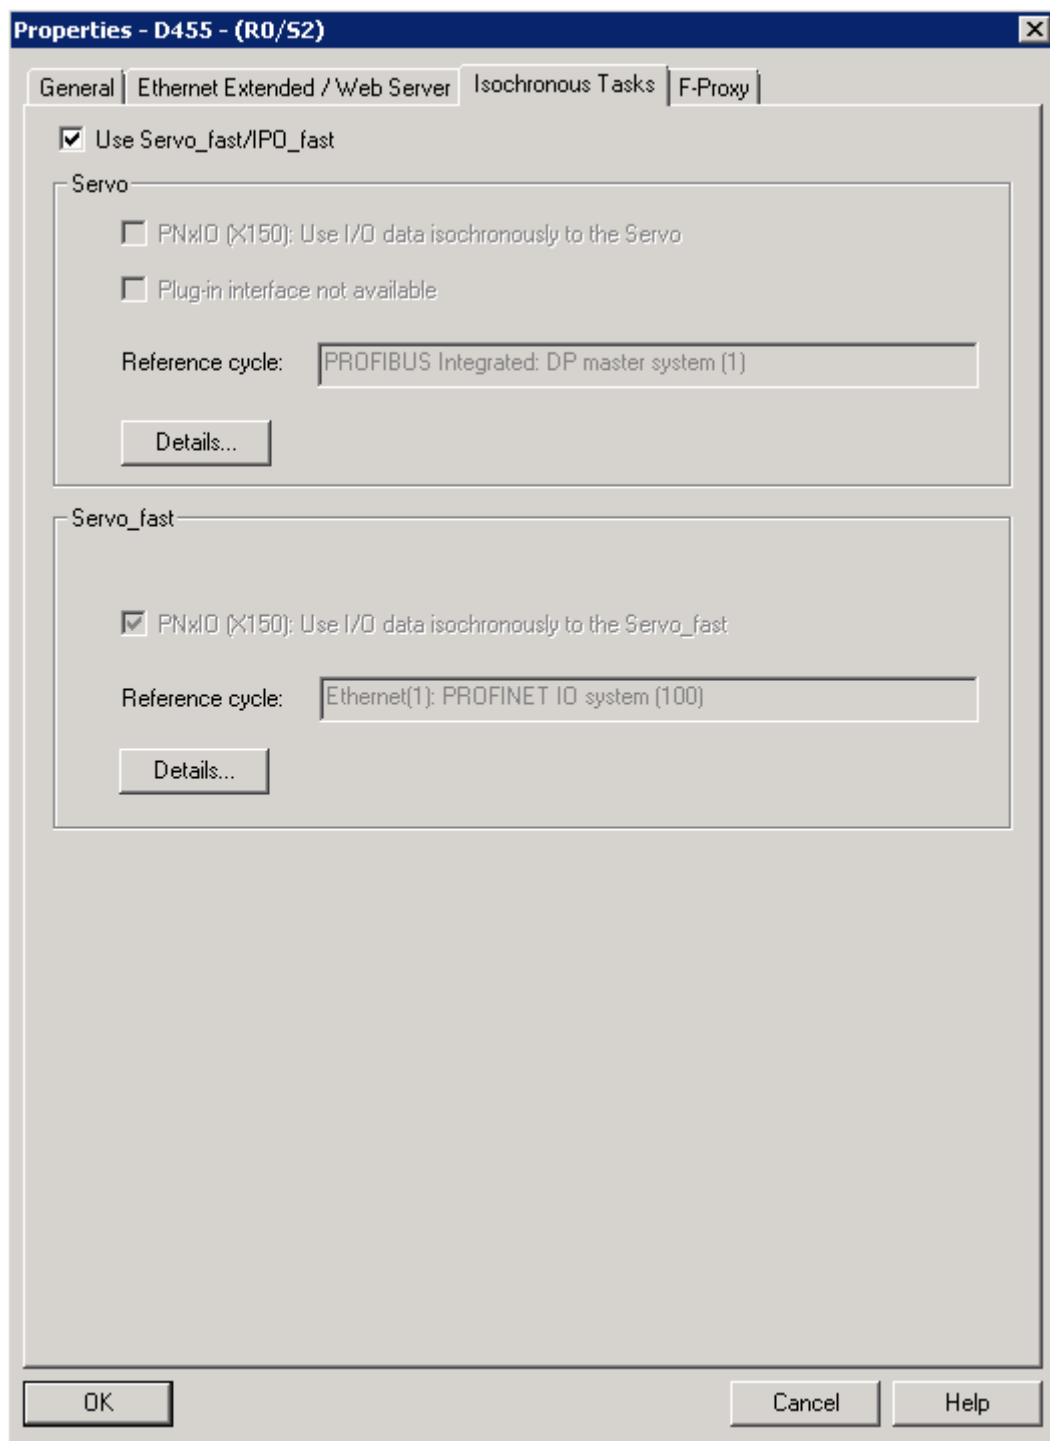 Properties - D455 - (R0/S2)
General Ethernet Extended / Web Server Isochronous Tasks F-Proxy
Use Servo_fast/IPO_fast
Servo
PNxIO (X150): Use I/O data isochronously to the Servo
Plug-in interface not available
Reference cycle: PROFIBUS Integrated: DP master system (1)
Details...
Servo_fast
PNxIO (X150): Use I/O data isochronously to the Servo_fast
Reference cycle: Ethernet(1): PROFINET IO system (100)
Details...
OK Cancel Help